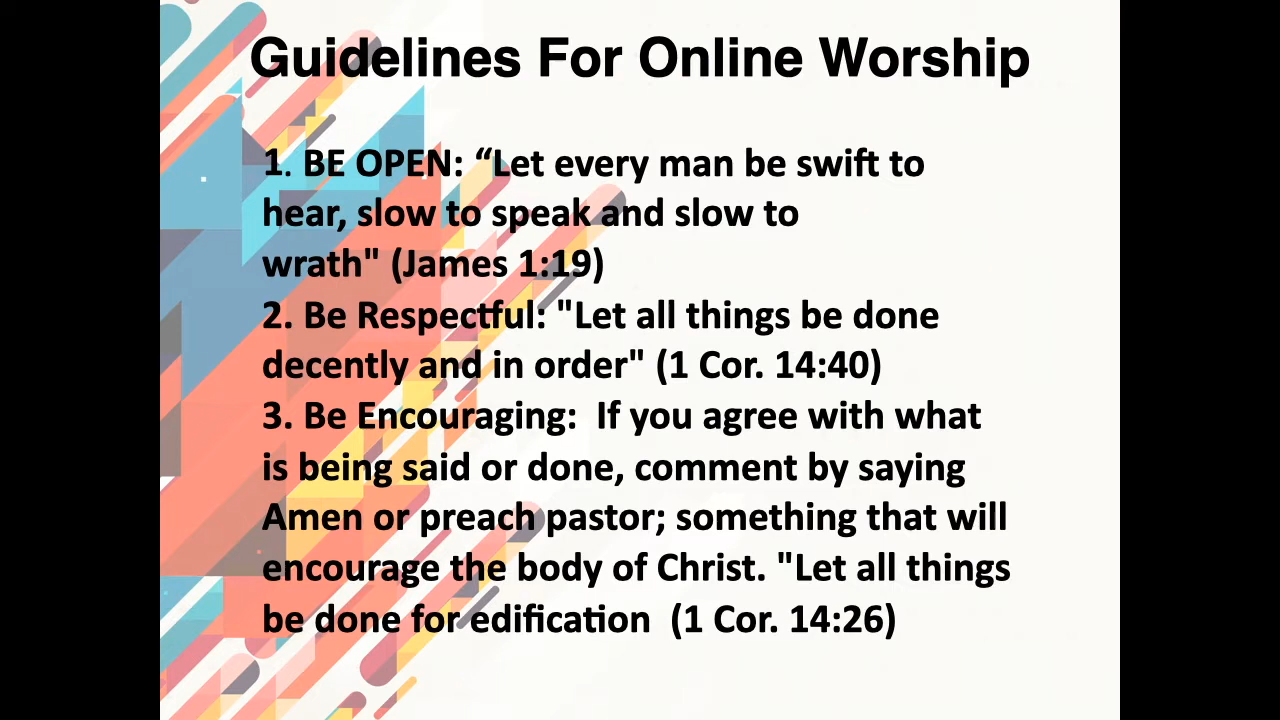 Guidelines For Online Worship
1. BE OPEN: “Let every man be swift to
hear, slow to speak and slow to
wrath" (James 1:19)
2. Be Respectful: "Let all things be done
decently and in order" (1 Cor. 14:40)
3. Be Encouraging:  If you agree with what
is being said or done, comment by saying
Amen or preach pastor; something that will
encourage the body of Christ. "Let all things
be done for edification  (1 Cor. 14:26)